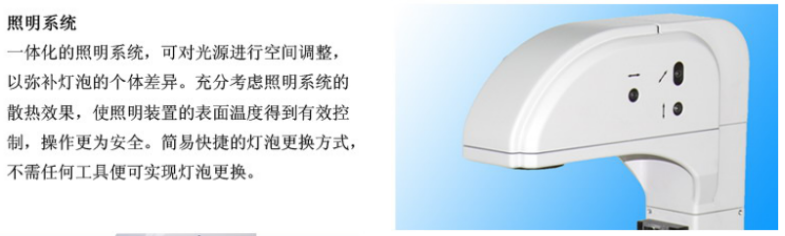 照明系统
一体化的照明系统，可对光源进行空间调整，
以弥补灯泡的个体差异。充分考虑照明系统的
散热效果，使照明装置的表面温度得到有效控
制，操作更为安全。简易快捷的灯泡更换方式，
不需任何工具便可实现灯泡更换。